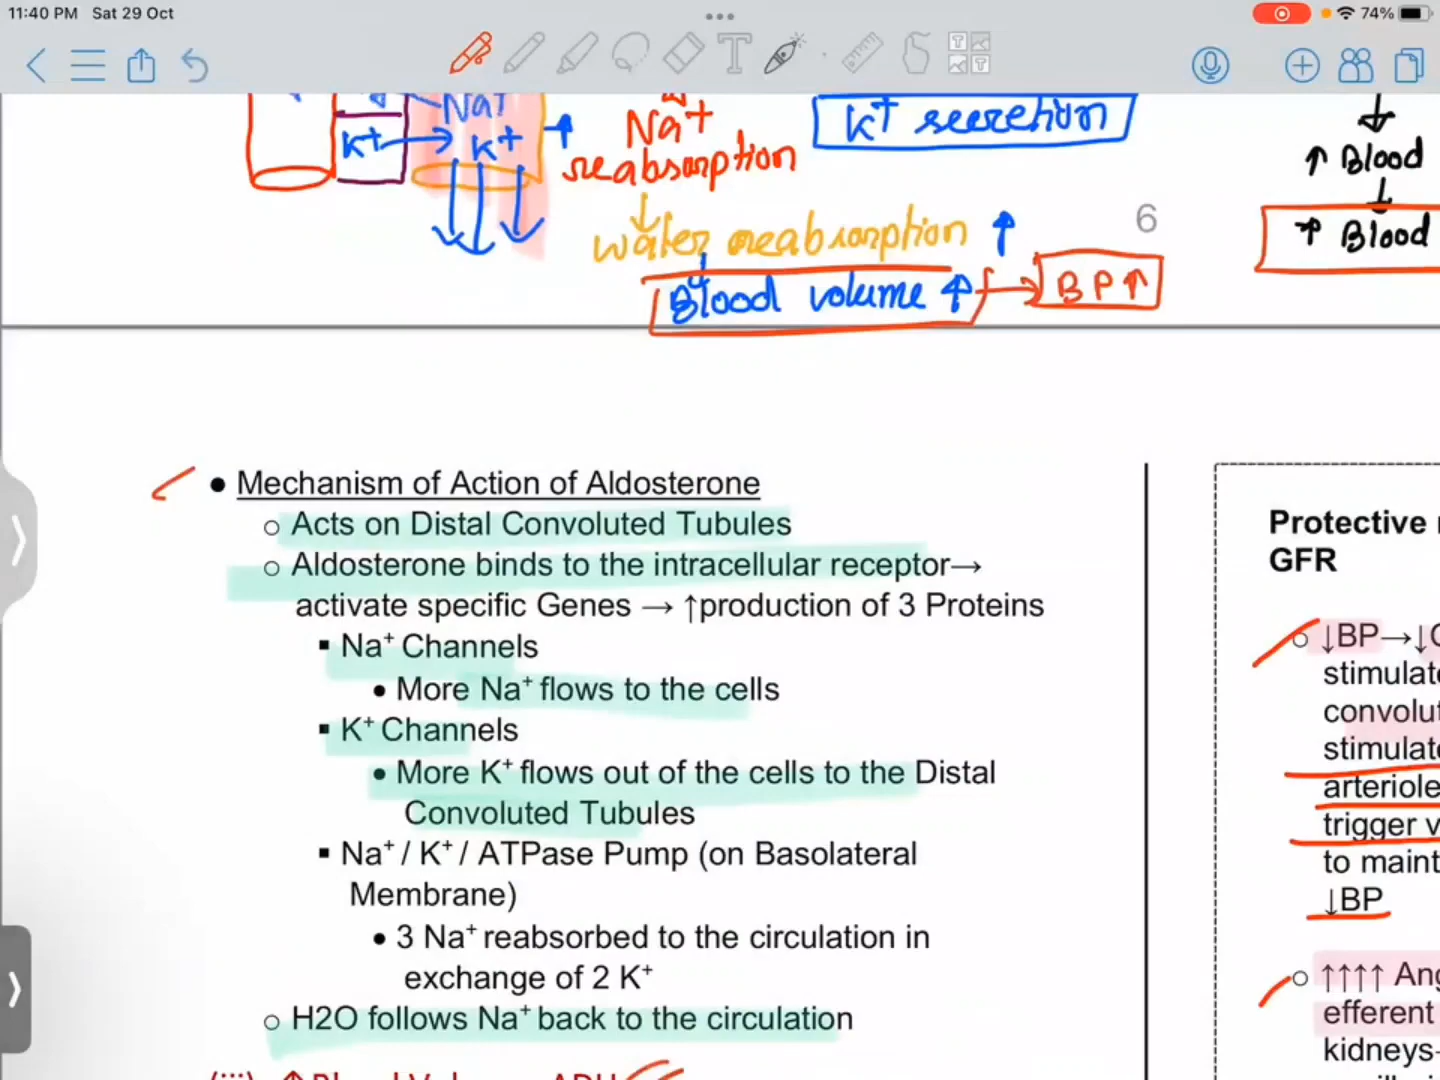 11:40 PM Sat 29 Oct
74%
Na+
K+ → K+
↑ Na+
reabsorption
K+ secretion
water reabsorption ↑
Blood volume ↑ → BP ↑
6
↑ Blood
↑ Blood
● Mechanism of Action of Aldosterone
○ Acts on Distal Convoluted Tubules
○ Aldosterone binds to the intracellular receptor→
activate specific Genes → ↑production of 3 Proteins
▪ Na+ Channels
• More Na+ flows to the cells
▪ K+ Channels
• More K+ flows out of the cells to the Distal
Convoluted Tubules
▪ Na+ / K+ / ATPase Pump (on Basolateral
Membrane)
• 3 Na+ reabsorbed to the circulation in
exchange of 2 K+
○ H2O follows Na+ back to the circulation
Protective
GFR
○ ↓BP→↓
stimulat
convolut
stimulat
arteriole
trigger v
to maint
↓BP
○ ↑↑↑↑ Ang
efferent
kidneys-